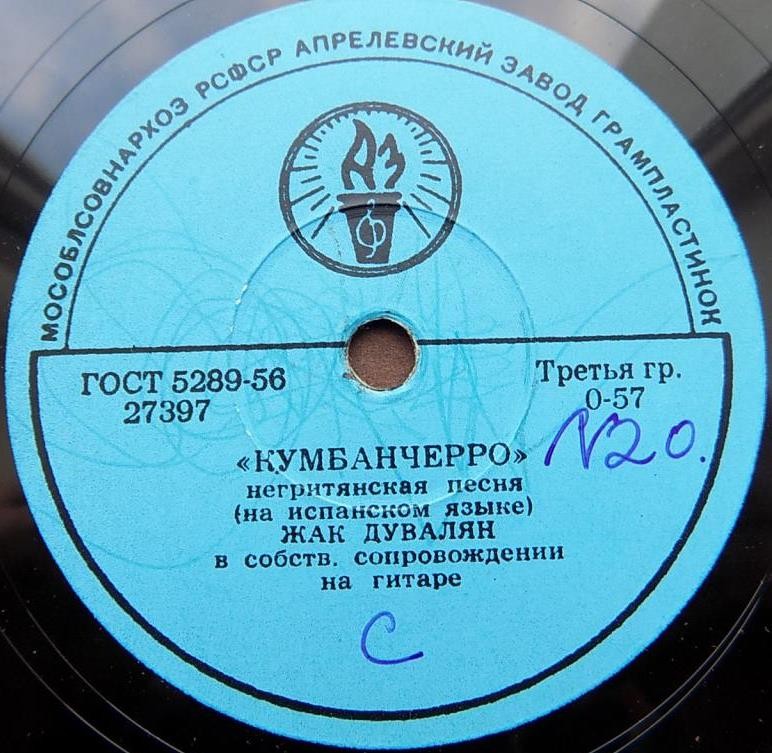 МОСОБЛСОВНАРХОЗ РСФСР АПРЕЛЕВСКИЙ ЗАВОД ГРАМПЛАСТИНОК
АЗ
ГОСТ 5289-56
27397
Третья гр.
0-57
N20.
«КУМБАНЧЕРРО»
негритянская песня
(на испанском языке)
ЖАК ДУВАЛЯН
в собств. сопровождении
на гитаре
С